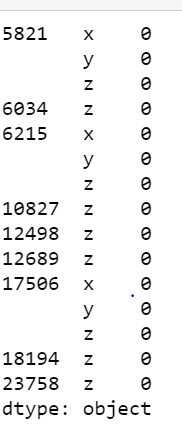 5821 x 0
y 0
z 0
6034 z 0
6215 x 0
y 0
z 0
10827 z 0
12498 z 0
12689 z 0
17506 x 0
y 0
z 0
18194 z 0
23758 z 0
dtype: object